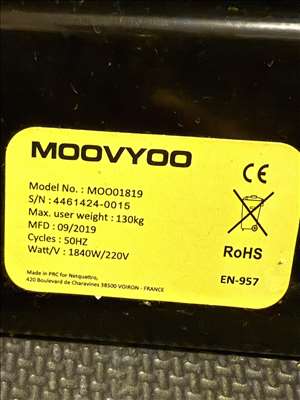 MOOVYOO
CE
Model No. : MOO01819
S/N : 4461424-0015
Max. user weight : 130kg
MFD : 09/2019
Cycles : 50HZ
Watt/V : 1840W/220V
RoHS
EN-957
Made in PRC for Netquattro.
420 Boulevard de Charavines 38500 VOIRON - FRANCE